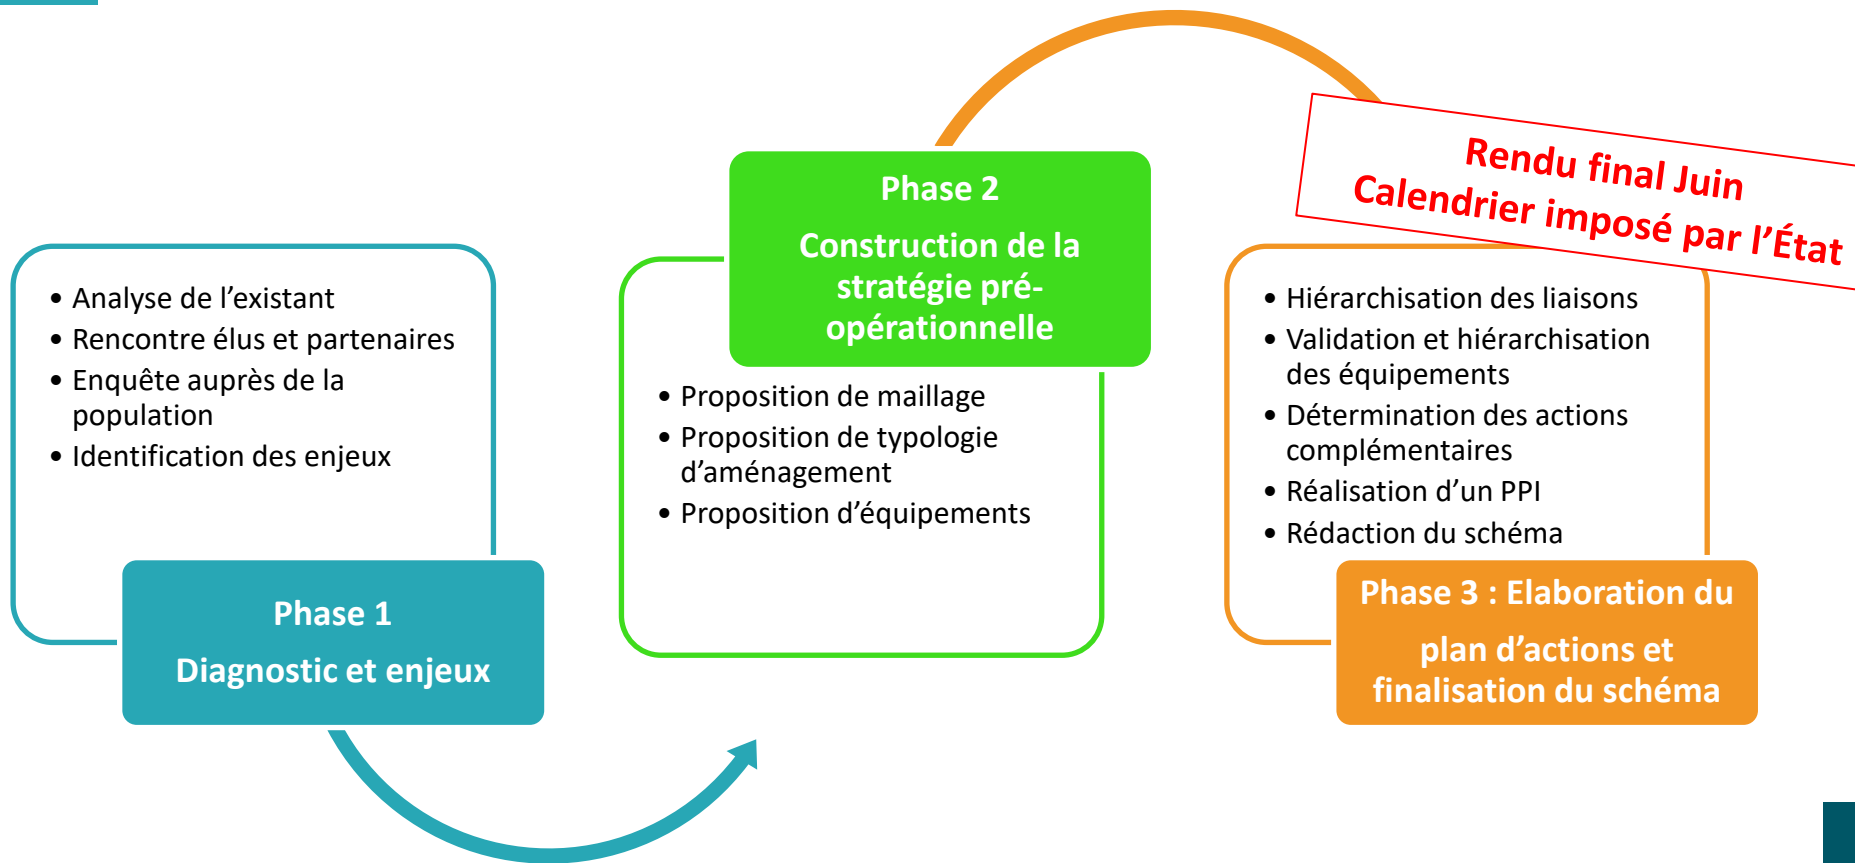 • Analyse de l’existant
• Rencontre élus et partenaires
• Enquête auprès de la
population
• Identification des enjeux
Phase 1
Diagnostic et enjeux
Phase 2
Construction de la
stratégie pré-
opérationnelle
• Proposition de maillage
• Proposition de typologie
d’aménagement
• Proposition d’équipements
Rendu final Juin
Calendrier imposé par l’État
• Hiérarchisation des liaisons
• Validation et hiérarchisation
des équipements
• Détermination des actions
complémentaires
• Réalisation d’un PPI
• Rédaction du schéma
Phase 3 : Elaboration du
plan d’actions et
finalisation du schéma